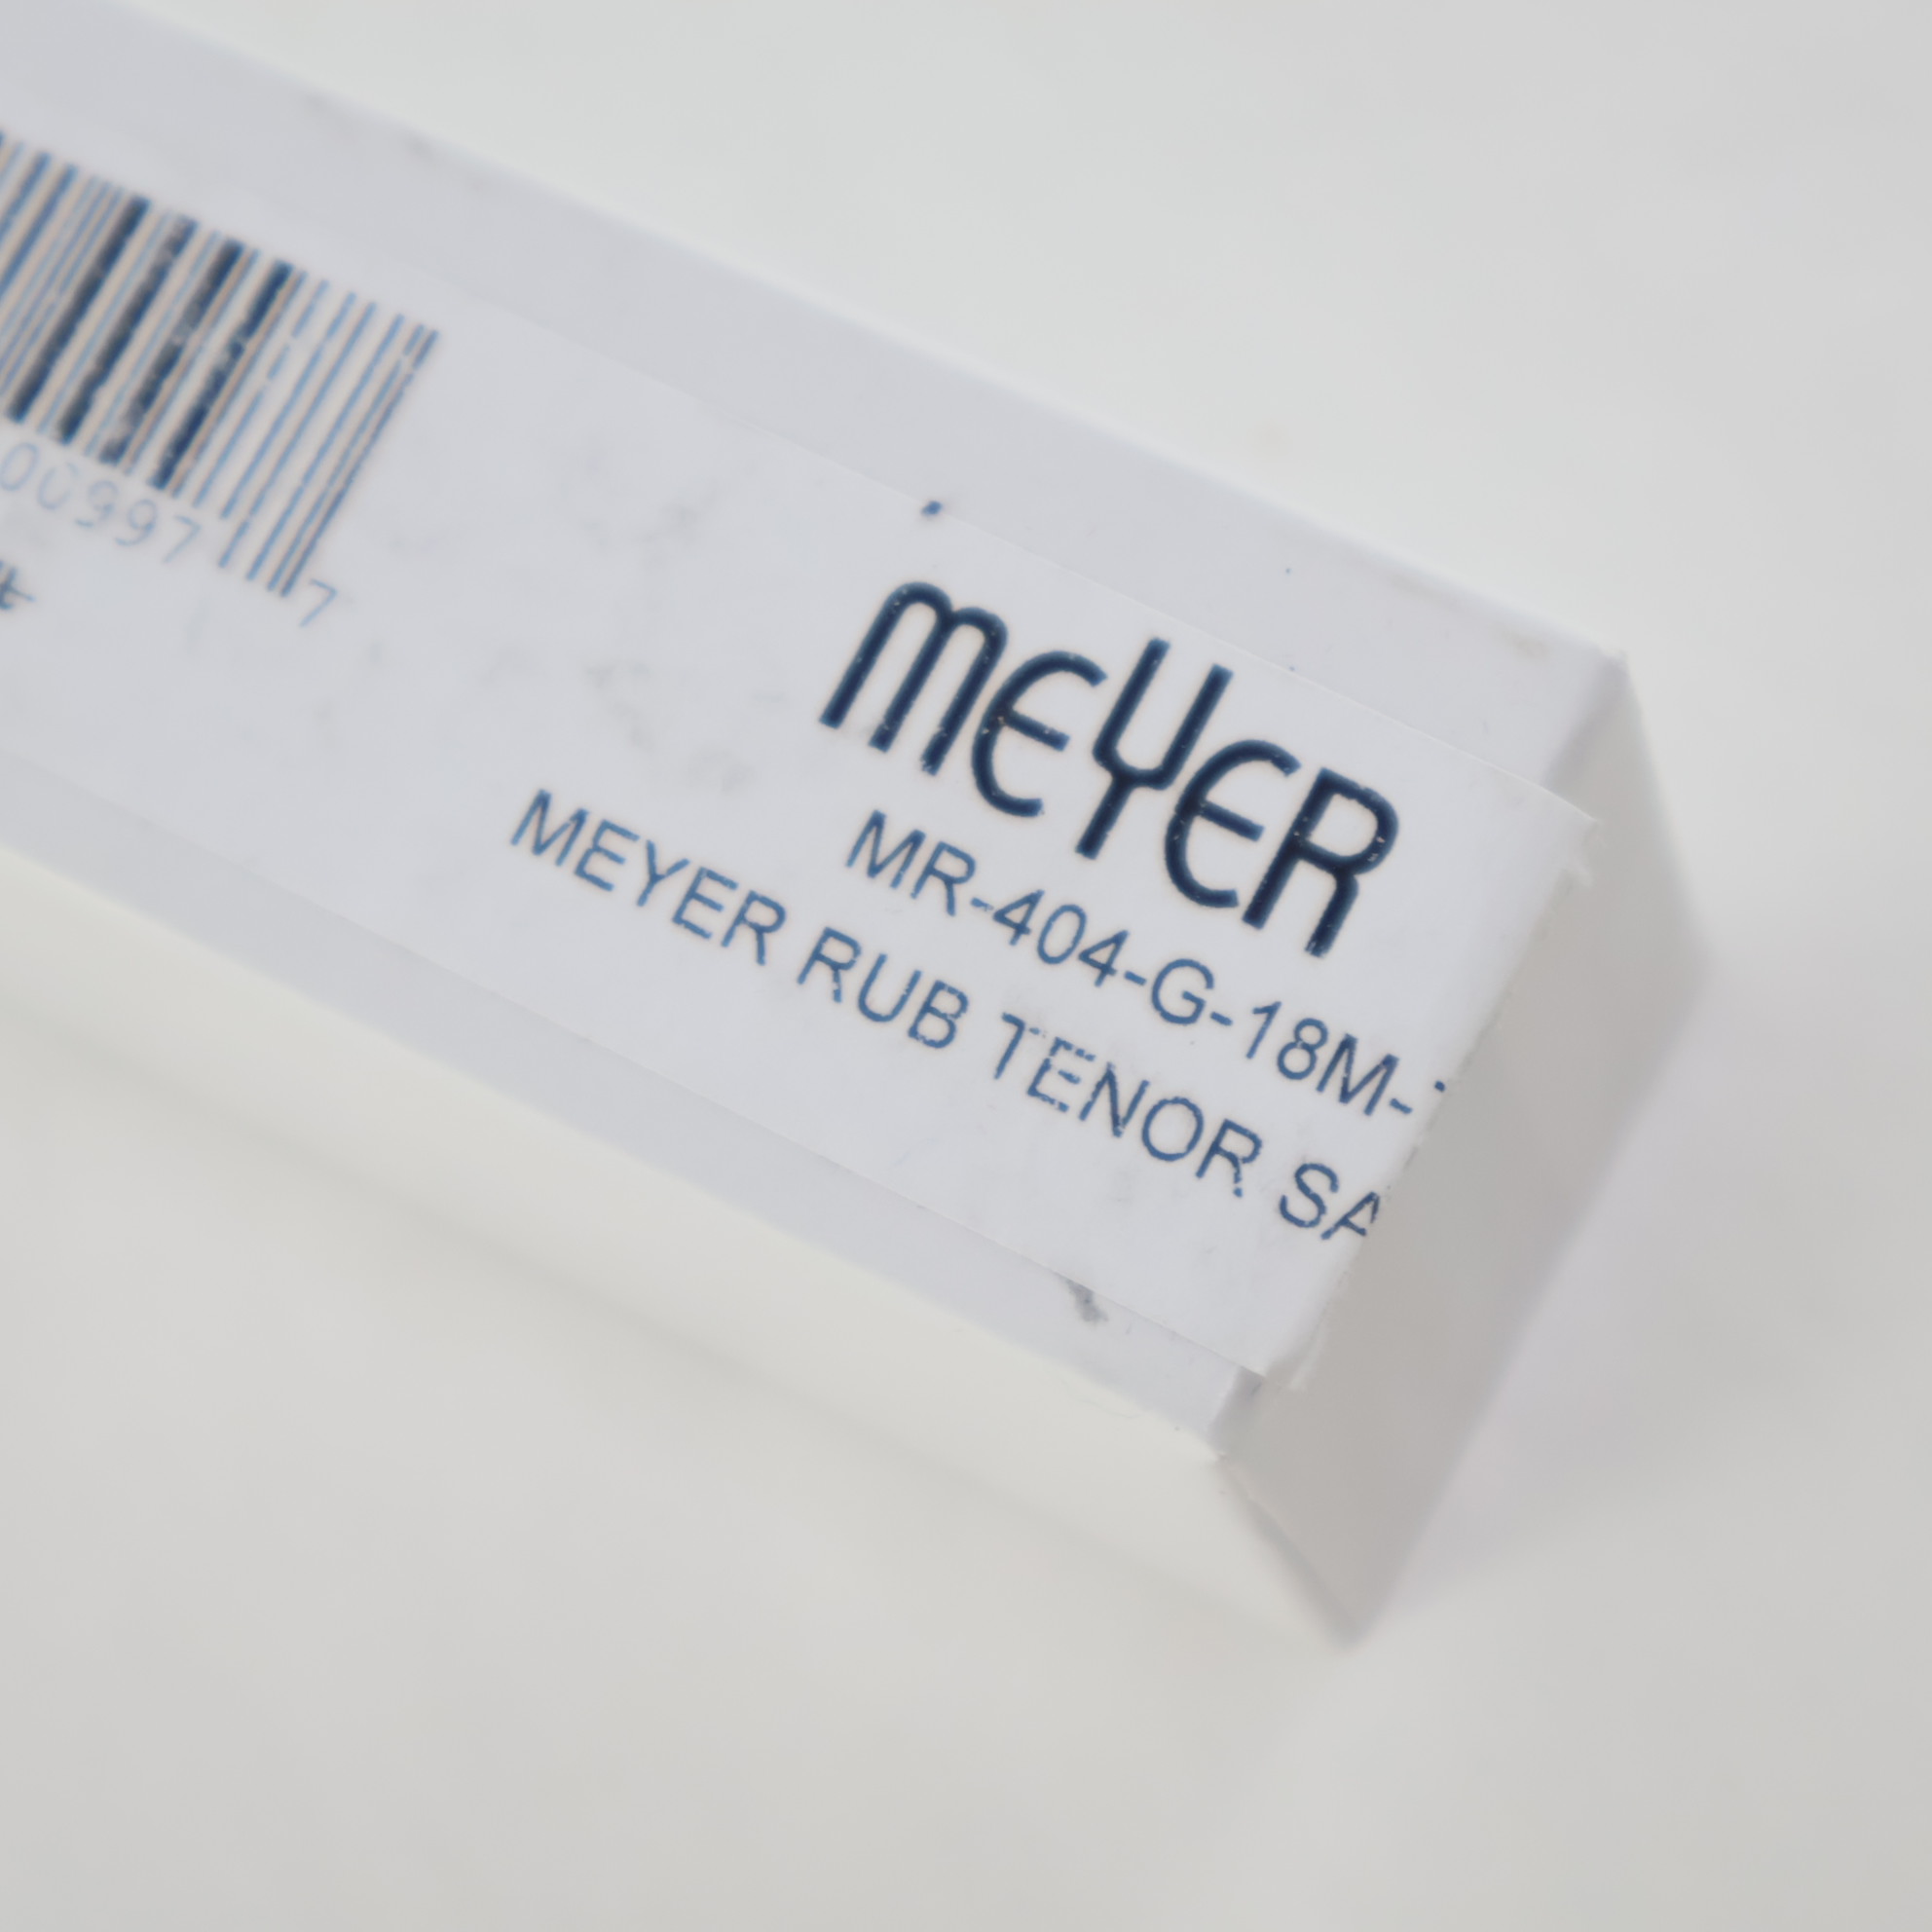 MEYER
MR-404-G-18M-
MEYER RUB TENOR SA
00997 7